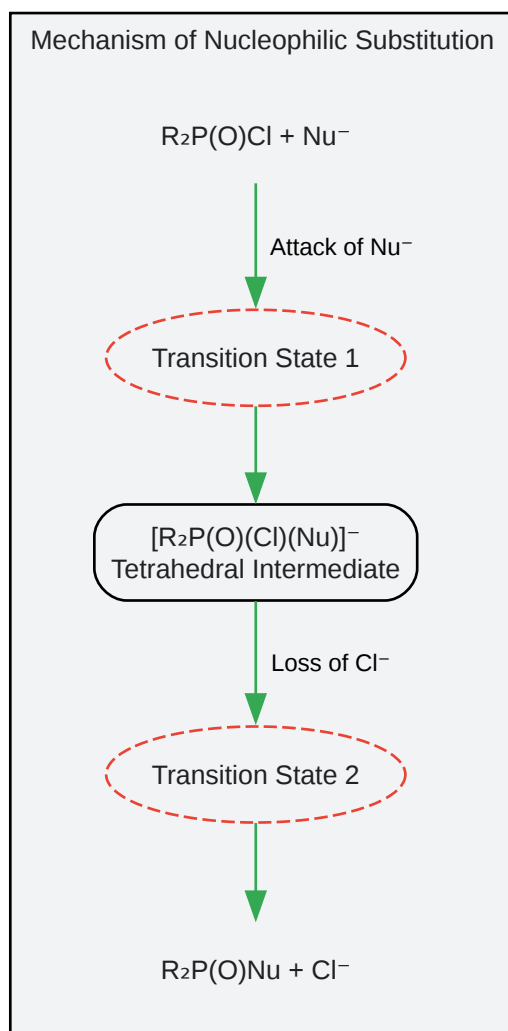 Mechanism of Nucleophilic Substitution
R₂P(O)Cl + Nu⁻
Attack of Nu⁻
Transition State 1
[R₂P(O)(Cl)(Nu)]⁻
Tetrahedral Intermediate
Loss of Cl⁻
Transition State 2
R₂P(O)Nu + Cl⁻